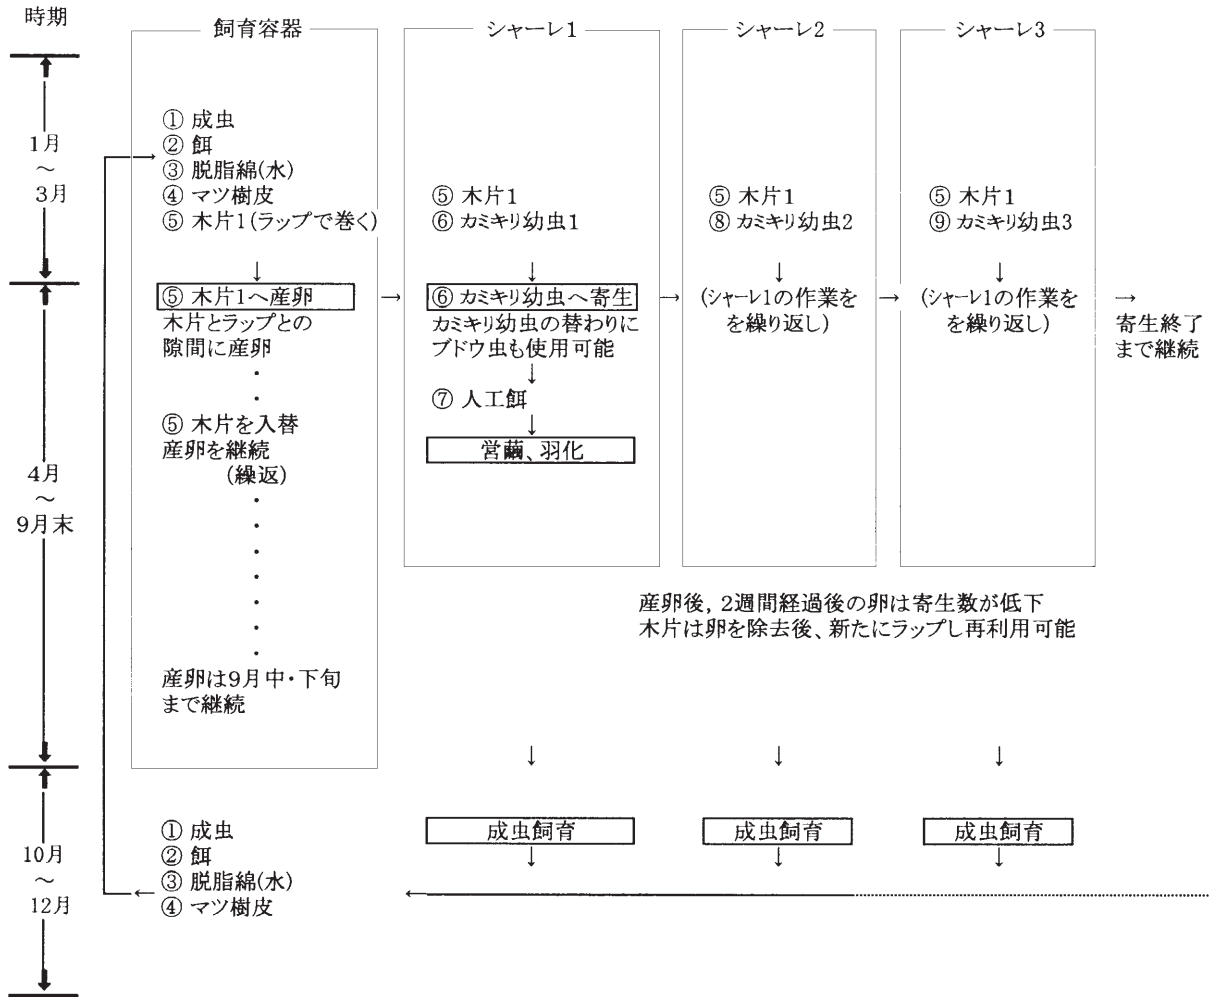 時期
飼育容器
シャーレ1
シャーレ2
シャーレ3
1月
~
3月
① 成虫
② 餌
③ 脱脂綿(水)
④ マツ樹皮
⑤ 木片1(ラップで巻く)
⑤ 木片1
⑥ カミキリ幼虫1
⑤ 木片1
⑧ カミキリ幼虫2
⑤ 木片1
⑨ カミキリ幼虫3
↓
↓
↓
↓
4月
~
9月末
⑤ 木片1へ産卵
木片とラップとの
隙間に産卵
・
・
⑤ 木片を入替
産卵を継続
(繰返)
・
・
・
・
・
・
・
産卵は9月中・下旬
まで継続
→
⑥ カミキリ幼虫へ寄生
カミキリ幼虫の替わりに
ブドウ虫も使用可能
↓
⑦ 人工餌
↓
営繭、羽化
→
(シャーレ1の作業を
を繰り返し)
→
(シャーレ1の作業を
を繰り返し)
→
寄生終了
まで継続
産卵後, 2週間経過後の卵は寄生数が低下
木片は卵を除去後、新たにラップし再利用可能
↓
↓
↓
10月
~
12月
① 成虫
② 餌
③ 脱脂綿(水)
④ マツ樹皮
成虫飼育
↓
成虫飼育
↓
成虫飼育
↓